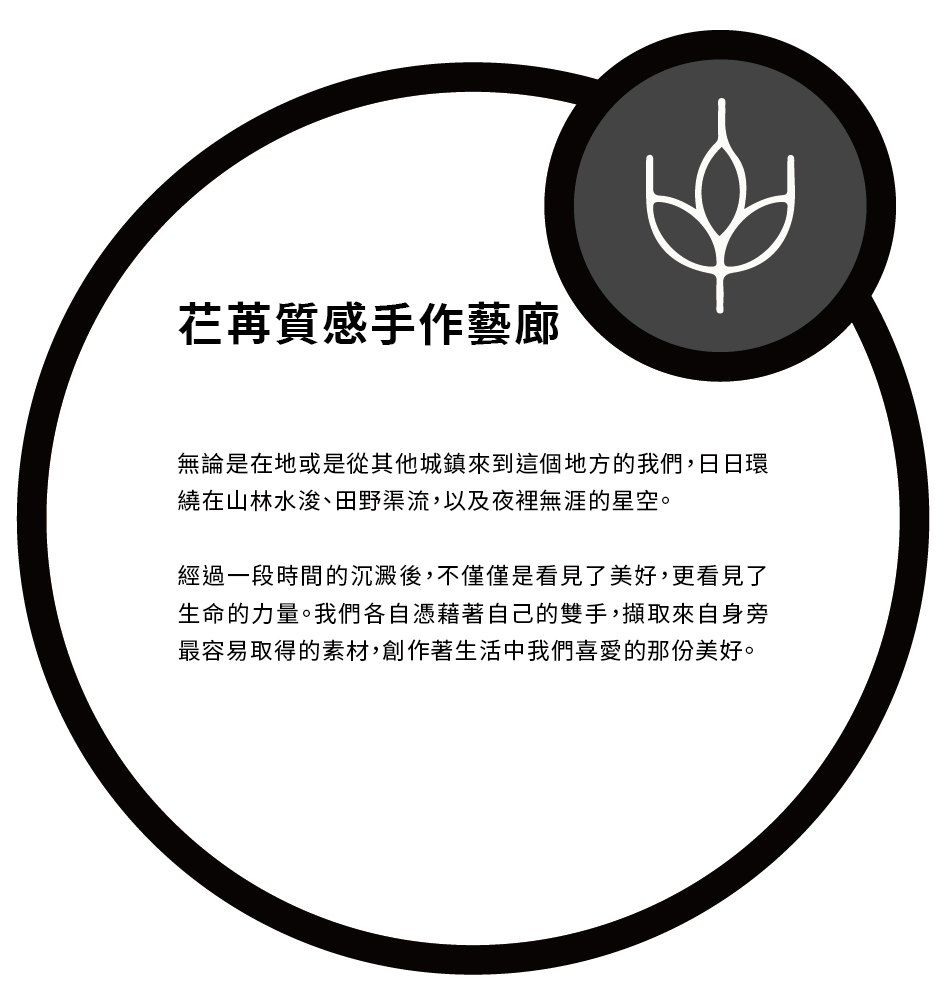 芢苒質感手作藝廊
無論是在地或是從其他城鎮來到這個地方的我們，日日環
繞在山林水浚、田野渠流，以及夜裡無涯的星空。
經過一段時間的沉澱後，不僅僅是看見了美好，更看見了
生命的力量。我們各自憑藉著自己的雙手，擷取來自身旁
最容易取得的素材，創作著生活中我們喜愛的那份美好。